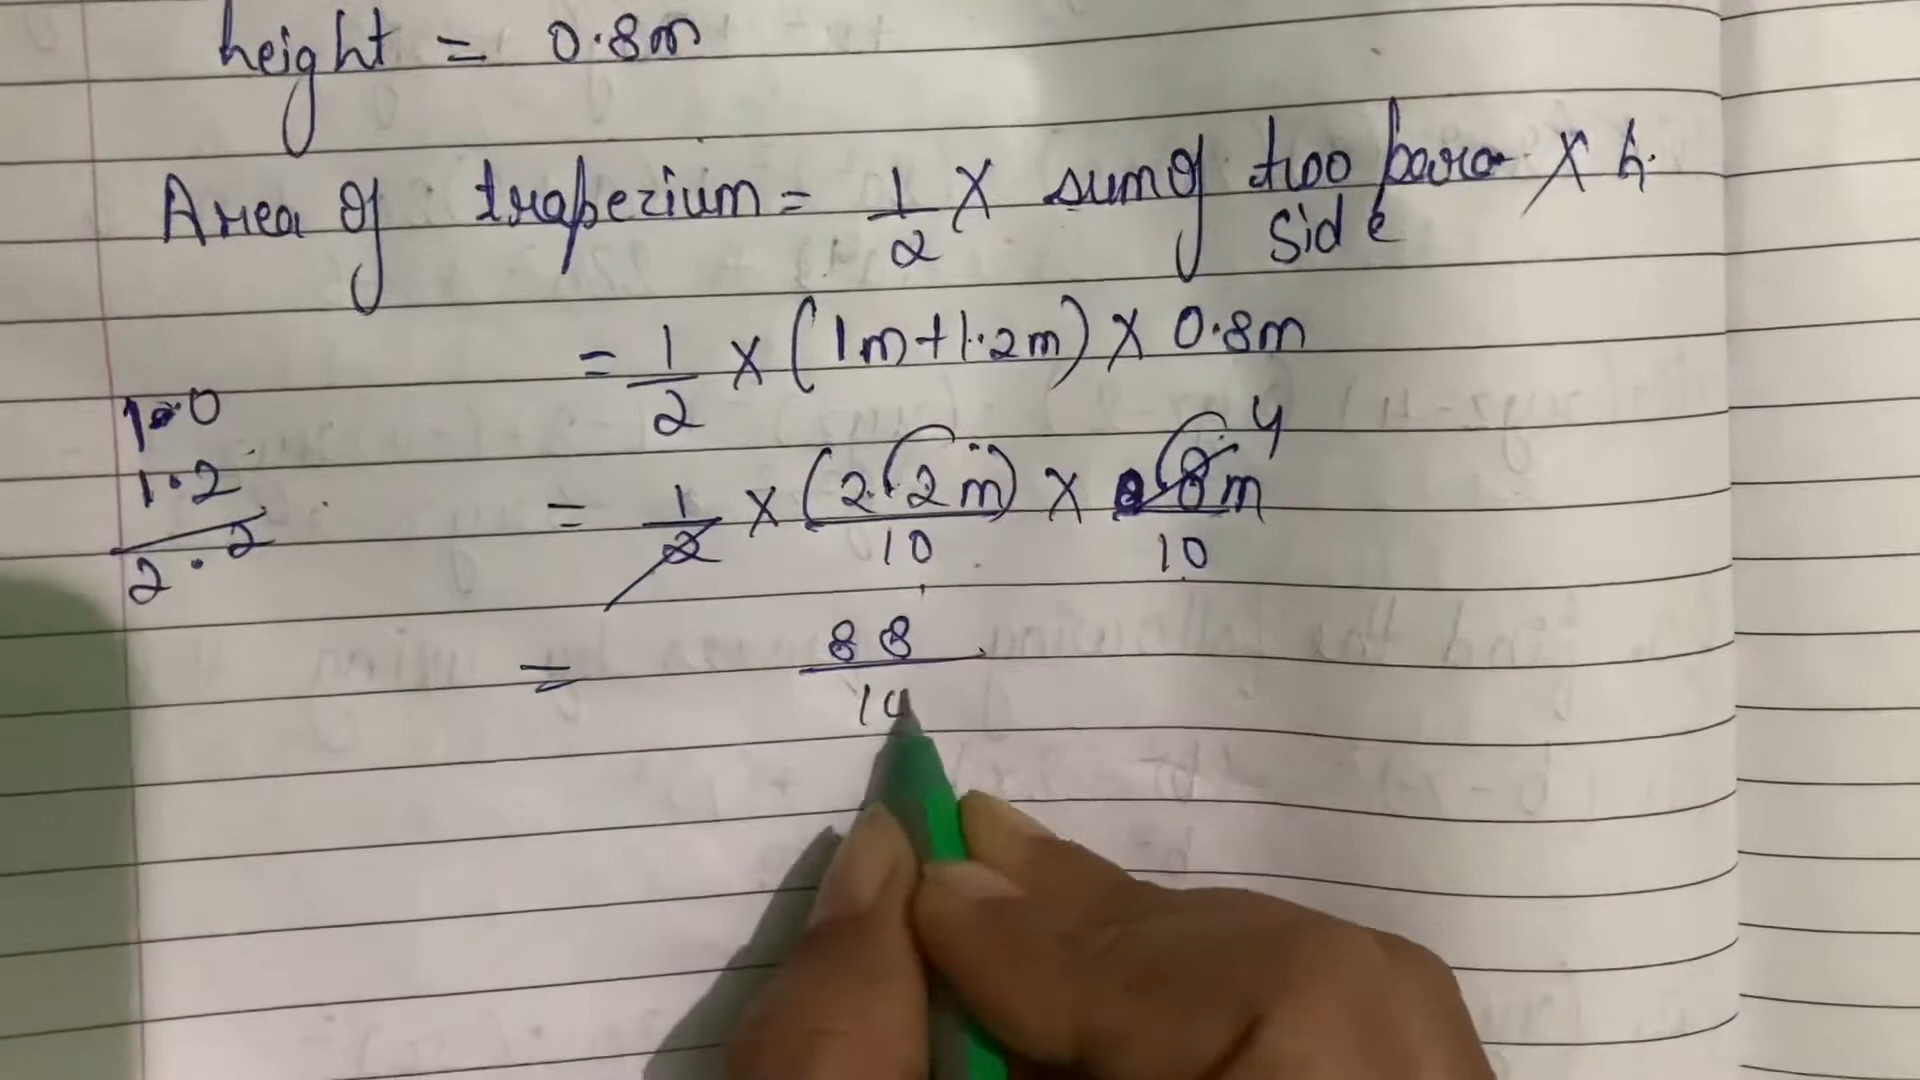 height = 0.8m
Area of trapezium = 1/2 X sum of two para X h.
side
= 1/2 X (1m+1.2m) X 0.8m
1.0
1.2
2.2
= 1/2 X (2.2m)/10 X 8m/10 4
= 88/10